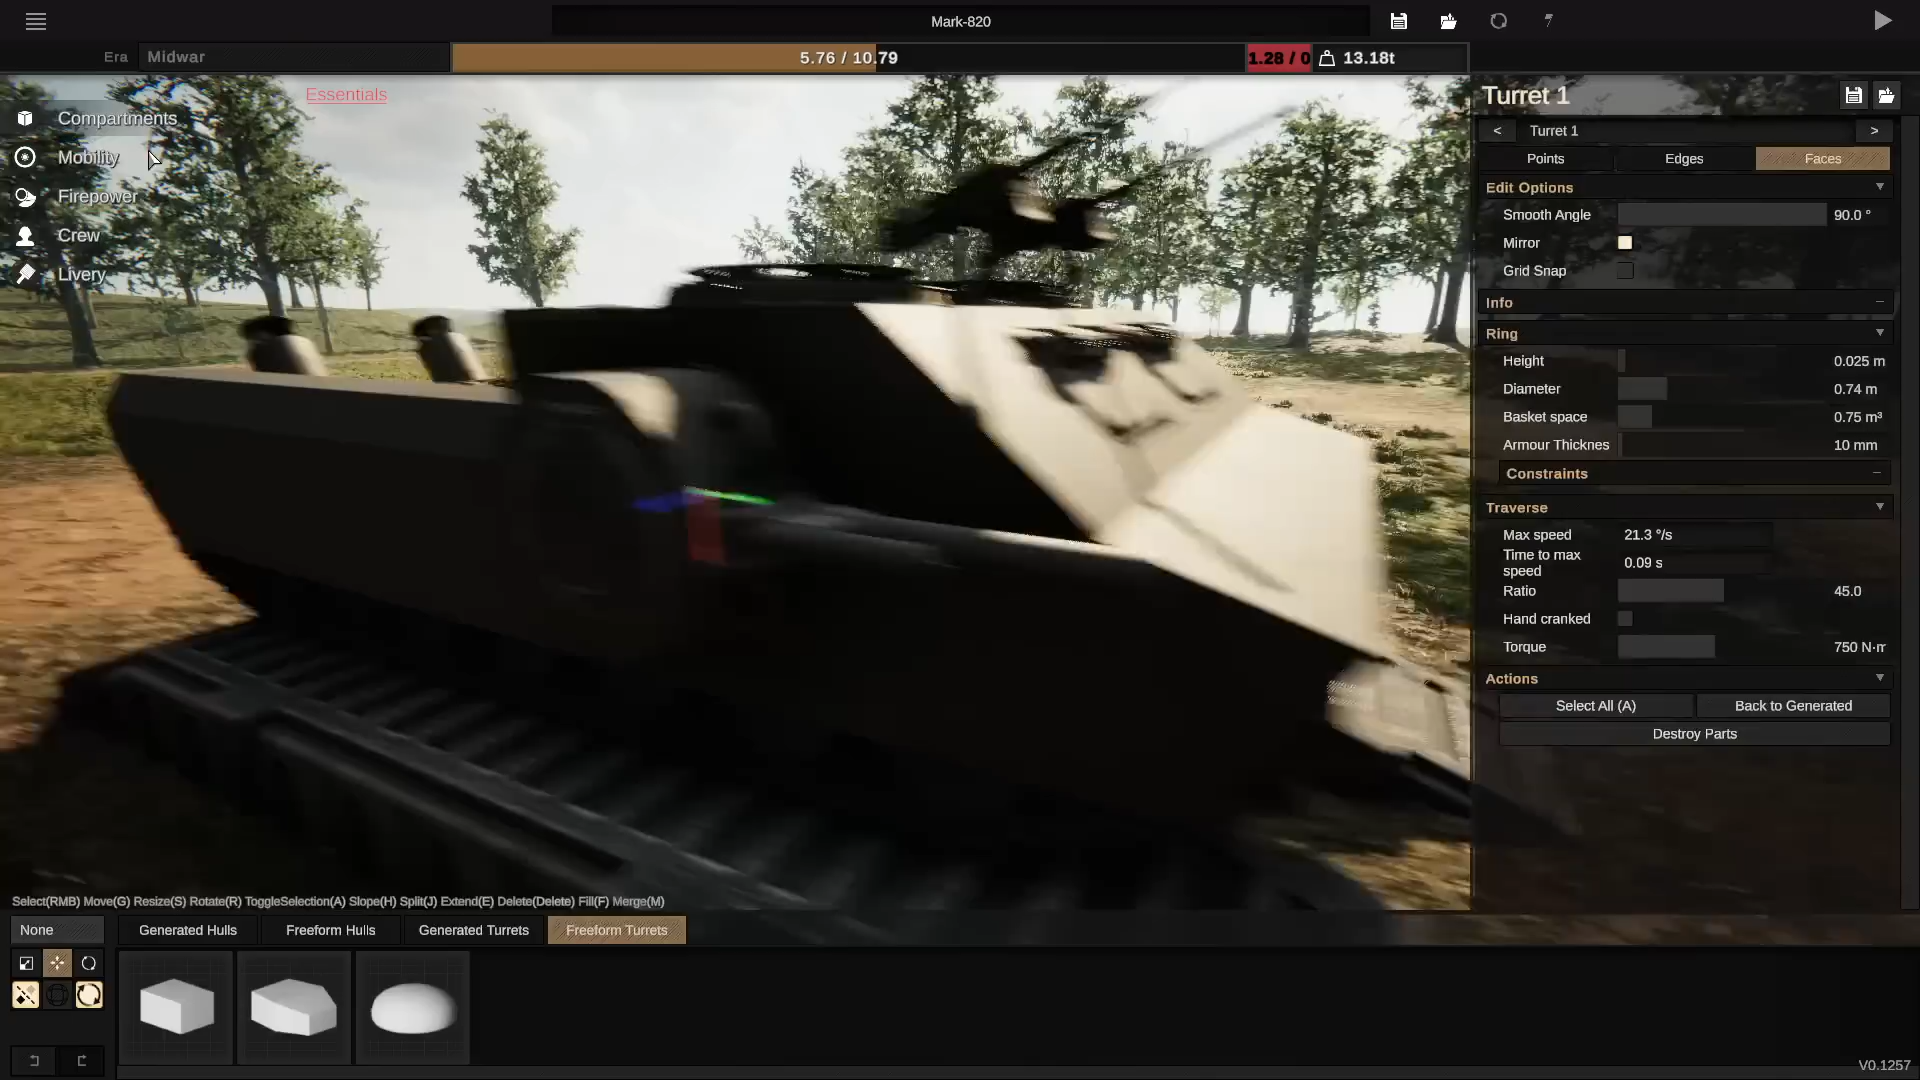 Mark-820
Era
Midwar
5.76 / 10.79
1.28 / 0
13.18t
Essentials
Compartments
Mobility
Firepower
Crew
Livery
Turret 1
<
Turret 1
>
Points
Edges
Faces
Edit Options
Smooth Angle
90.0 °
Mirror
Grid Snap
Info
Ring
Height
0.025 m
Diameter
0.74 m
Basket space
0.75 m³
Armour Thicknes
10 mm
Constraints
Traverse
Max speed
21.3 °/s
Time to max
speed
0.09 s
Ratio
45.0
Hand cranked
Torque
750 N·m
Actions
Select All (A)
Back to Generated
Destroy Parts
Select(RMB) Move(G) Resize(S) Rotate(R) ToggleSelection(A) Slope(H) Split(J) Extend(E) Delete(Delete) Fill(F) Merge(M)
None
Generated Hulls
Freeform Hulls
Generated Turrets
Freeform Turrets
V0.1257